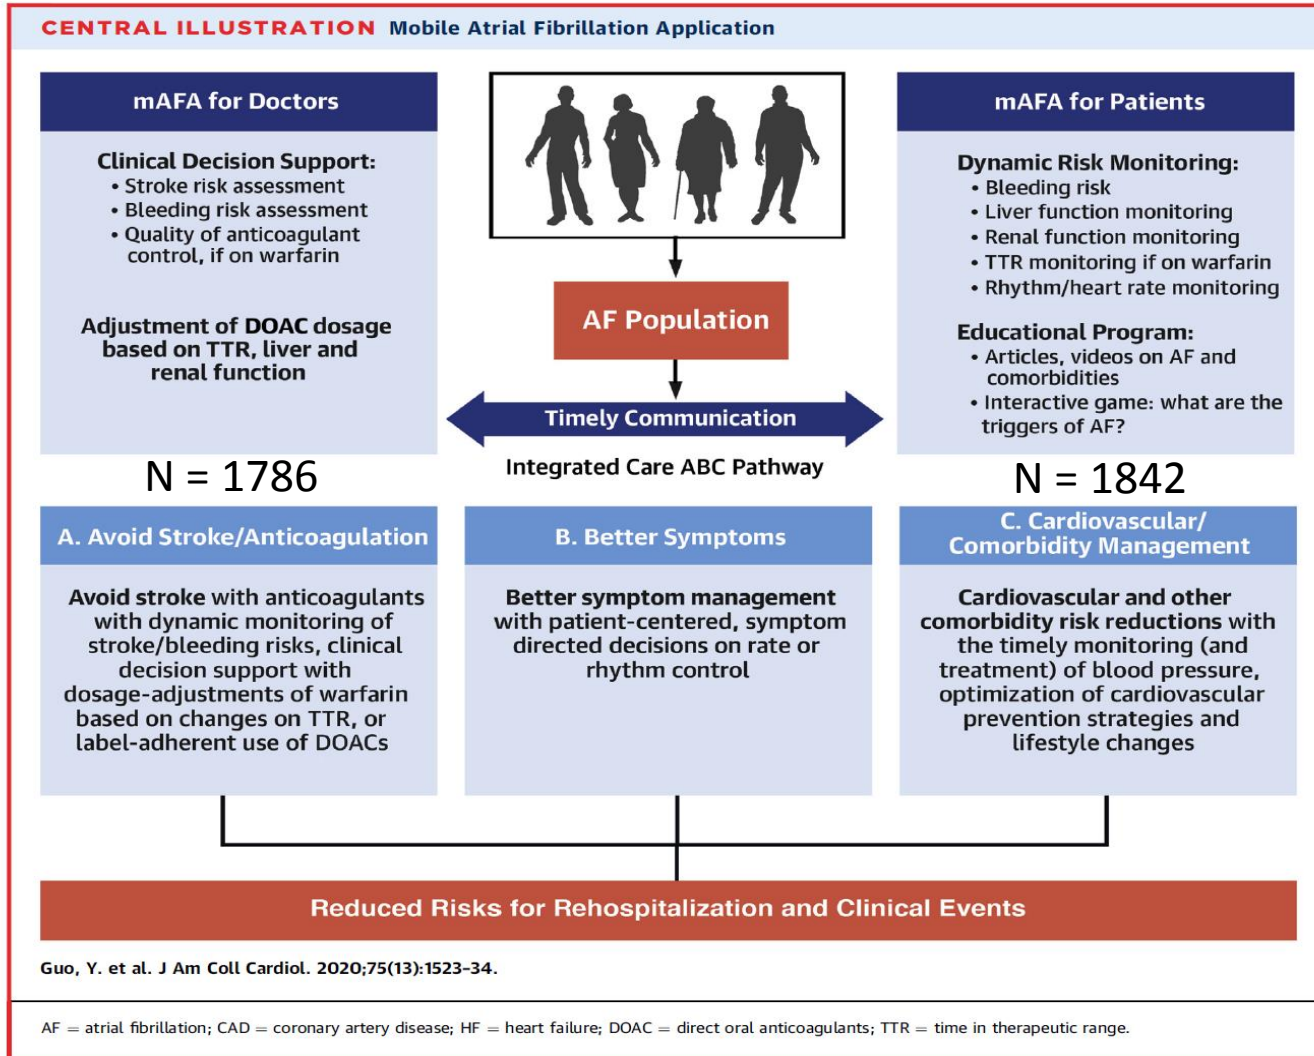 CENTRAL ILLUSTRATION Mobile Atrial Fibrillation Application
mAFA for Doctors
Clinical Decision Support:
• Stroke risk assessment
• Bleeding risk assessment
• Quality of anticoagulant
control, if on warfarin
Adjustment of DOAC dosage
based on TTR, liver and
renal function
N = 1786
AF Population
Timely Communication
Integrated Care ABC Pathway
mAFA for Patients
Dynamic Risk Monitoring:
• Bleeding risk
• Liver function monitoring
• Renal function monitoring
• TTR monitoring if on warfarin
• Rhythm/heart rate monitoring
Educational Program:
• Articles, videos on AF and
comorbidities
• Interactive game: what are the
triggers of AF?
N = 1842
A. Avoid Stroke/Anticoagulation
Avoid stroke with anticoagulants
with dynamic monitoring of
stroke/bleeding risks, clinical
decision support with
dosage-adjustments of warfarin
based on changes on TTR, or
label-adherent use of DOACs
B. Better Symptoms
Better symptom management
with patient-centered, symptom
directed decisions on rate or
rhythm control
C. Cardiovascular/
Comorbidity Management
Cardiovascular and other
comorbidity risk reductions with
the timely monitoring (and
treatment) of blood pressure,
optimization of cardiovascular
prevention strategies and
lifestyle changes
Reduced Risks for Rehospitalization and Clinical Events
Guo, Y. et al. J Am Coll Cardiol. 2020;75(13):1523–34.
AF = atrial fibrillation; CAD = coronary artery disease; HF = heart failure; DOAC = direct oral anticoagulants; TTR = time in therapeutic range.